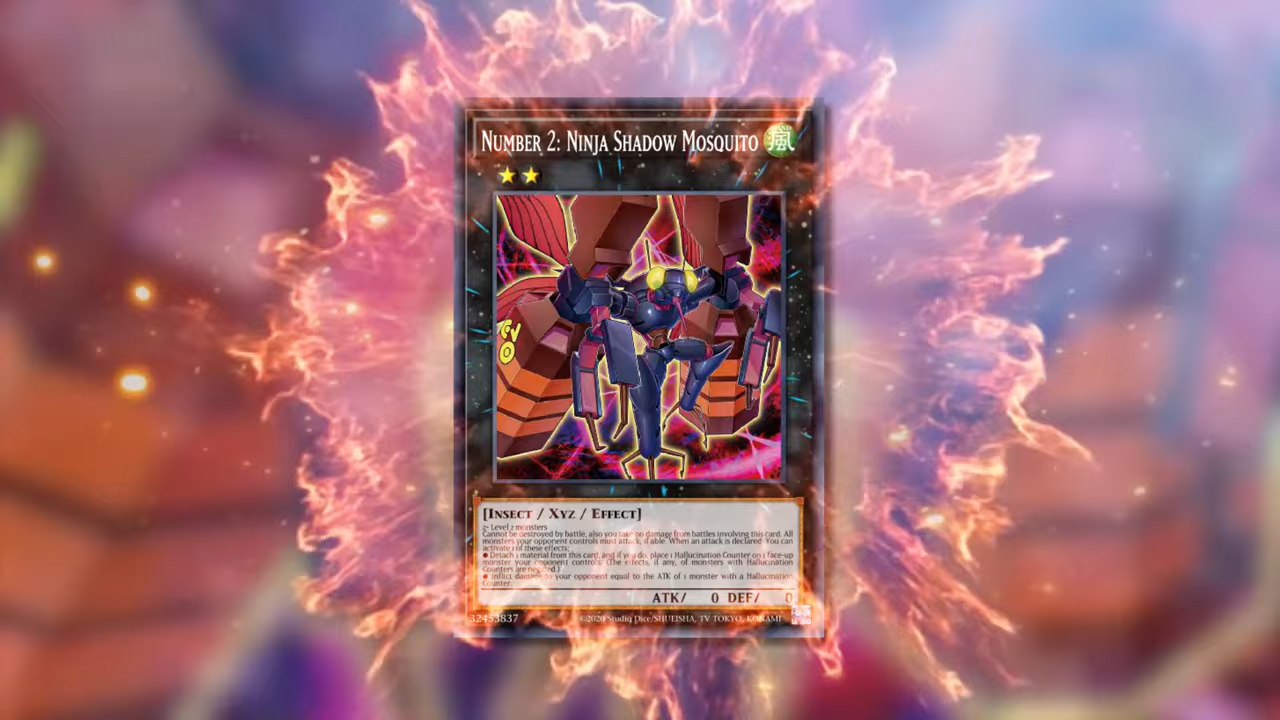 Number 2: Ninja Shadow Mosquito
風
[Insect / Xyz / Effect]
2+ Level 2 monsters
Cannot be destroyed by battle, also you take no damage from battles involving this card. All
monsters your opponent controls must attack, if able. When an attack is declared: You can
activate 1 of these effects;
● Detach 1 material from this card, and if you do, place 1 Hallucination Counter on 1 face-up
monster your opponent controls. (The effects, if any, of monsters with Hallucination
Counters are negated.)
● Inflict damage to your opponent equal to the ATK of 1 monster with a Hallucination
Counter.
ATK/ 0 DEF/ 0
32453837 ©2020 Studio Dice/SHUEISHA, TV TOKYO, KONAMI